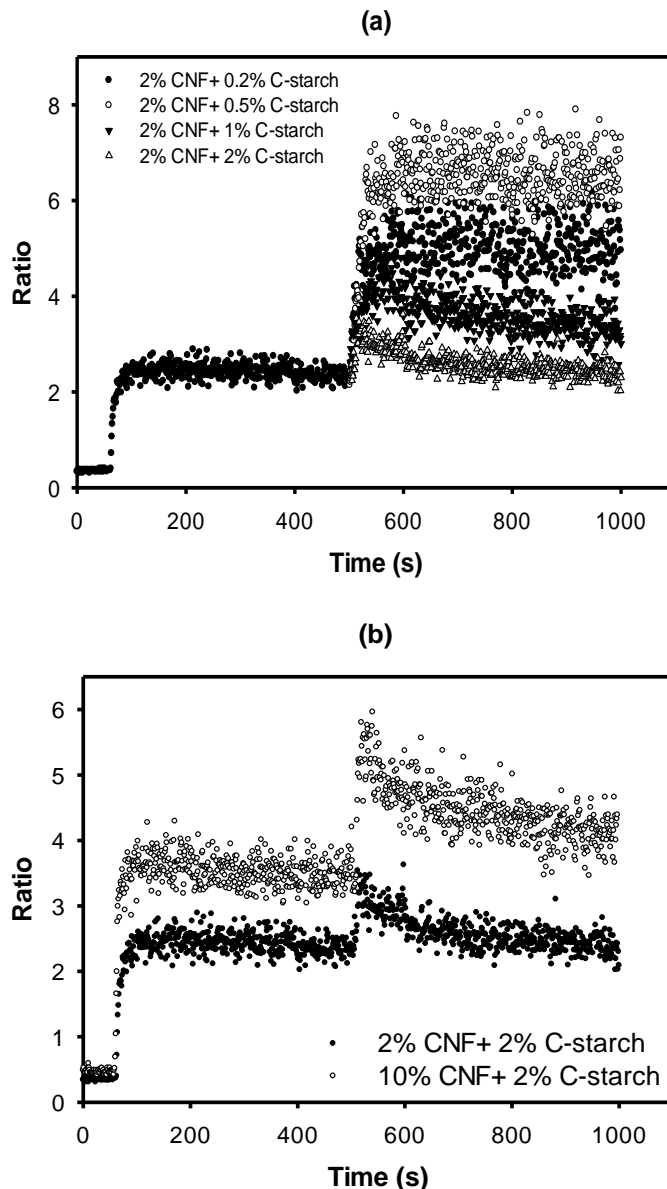 (a)
2% CNF+ 0.2% C-starch
2% CNF+ 0.5% C-starch
2% CNF+ 1% C-starch
2% CNF+ 2% C-starch
8
6
4
2
0
Ratio
0 200 400 600 800 1000
Time (s)
(b)
6
5
4
3
2
1
0
Ratio
2% CNF+ 2% C-starch
10% CNF+ 2% C-starch
0 200 400 600 800 1000
Time (s)